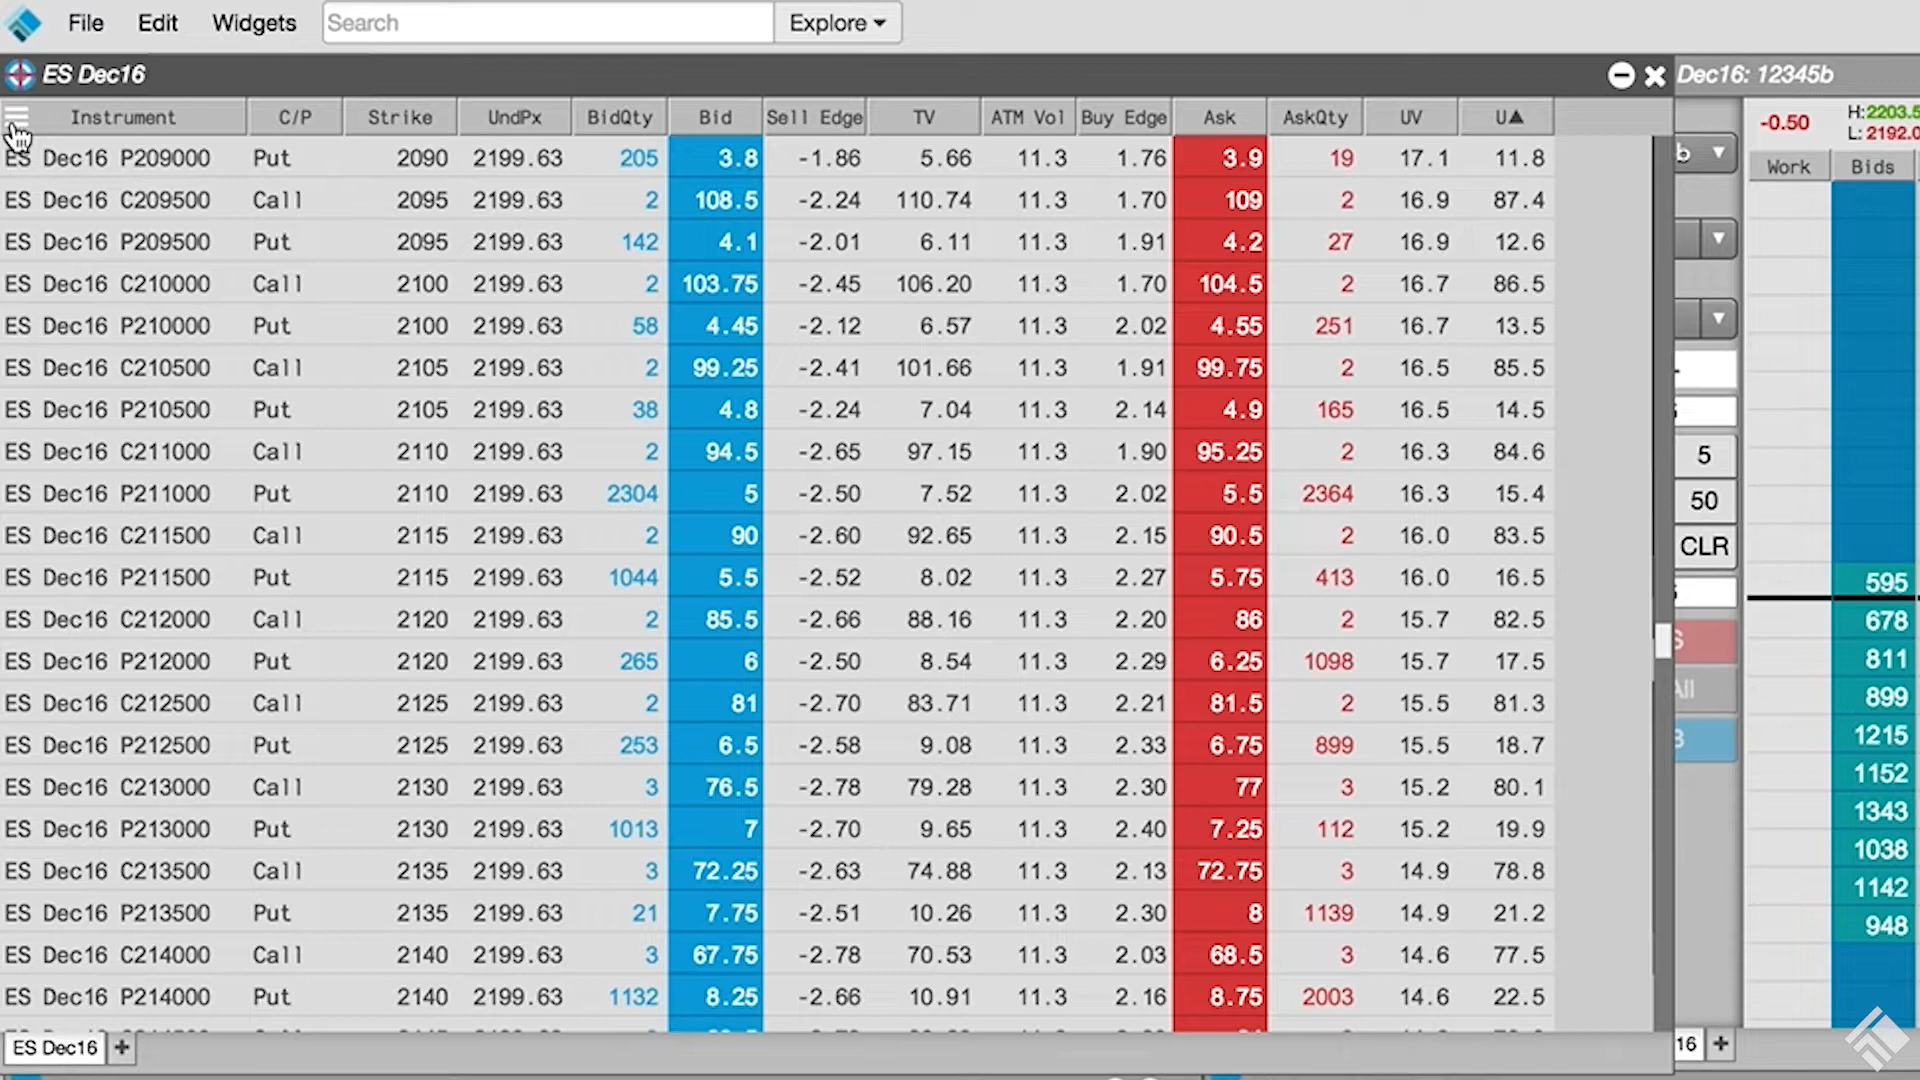 File Edit Widgets Search Explore
ES Dec16 Dec16: 12345b
Instrument C/P Strike UndPx BidQty Bid Sell Edge TV ATM Vol Buy Edge Ask AskQty UV U▲
-0.50 H:2203.5
L: 2192.0
Work Bids
ES Dec16 P209000 Put 2090 2199.63 205 3.8 -1.86 5.66 11.3 1.76 3.9 19 17.1 11.8 b
ES Dec16 C209500 Call 2095 2199.63 2 108.5 -2.24 110.74 11.3 1.70 109 2 16.9 87.4
ES Dec16 P209500 Put 2095 2199.63 142 4.1 -2.01 6.11 11.3 1.91 4.2 27 16.9 12.6
ES Dec16 C210000 Call 2100 2199.63 2 103.75 -2.45 106.20 11.3 1.70 104.5 2 16.7 86.5
ES Dec16 P210000 Put 2100 2199.63 58 4.45 -2.12 6.57 11.3 2.02 4.55 251 16.7 13.5
ES Dec16 C210500 Call 2105 2199.63 2 99.25 -2.41 101.66 11.3 1.91 99.75 2 16.5 85.5
ES Dec16 P210500 Put 2105 2199.63 38 4.8 -2.24 7.04 11.3 2.14 4.9 165 16.5 14.5
ES Dec16 C211000 Call 2110 2199.63 2 94.5 -2.65 97.15 11.3 1.90 95.25 2 16.3 84.6 5
ES Dec16 P211000 Put 2110 2199.63 2304 5 -2.50 7.52 11.3 2.02 5.5 2364 16.3 15.4 50
ES Dec16 C211500 Call 2115 2199.63 2 90 -2.60 92.65 11.3 2.15 90.5 2 16.0 83.5 CLR
ES Dec16 P211500 Put 2115 2199.63 1044 5.5 -2.52 8.02 11.3 2.27 5.75 413 16.0 16.5 595
ES Dec16 C212000 Call 2120 2199.63 2 85.5 -2.66 88.16 11.3 2.20 86 2 15.7 82.5 678
ES Dec16 P212000 Put 2120 2199.63 265 6 -2.50 8.54 11.3 2.29 6.25 1098 15.7 17.5 811
ES Dec16 C212500 Call 2125 2199.63 2 81 -2.70 83.71 11.3 2.21 81.5 2 15.5 81.3 All 899
ES Dec16 P212500 Put 2125 2199.63 253 6.5 -2.58 9.08 11.3 2.33 6.75 899 15.5 18.7 B 1215
ES Dec16 C213000 Call 2130 2199.63 3 76.5 -2.78 79.28 11.3 2.30 77 3 15.2 80.1 1152
ES Dec16 P213000 Put 2130 2199.63 1013 7 -2.70 9.65 11.3 2.40 7.25 112 15.2 19.9 1343
ES Dec16 C213500 Call 2135 2199.63 3 72.25 -2.63 74.88 11.3 2.13 72.75 3 14.9 78.8 1038
ES Dec16 P213500 Put 2135 2199.63 21 7.75 -2.51 10.26 11.3 2.30 8 1139 14.9 21.2 1142
ES Dec16 C214000 Call 2140 2199.63 3 67.75 -2.78 70.53 11.3 2.03 68.5 3 14.6 77.5 948
ES Dec16 P214000 Put 2140 2199.63 1132 8.25 -2.66 10.91 11.3 2.16 8.75 2003 14.6 22.5
ES Dec16 + 16 +